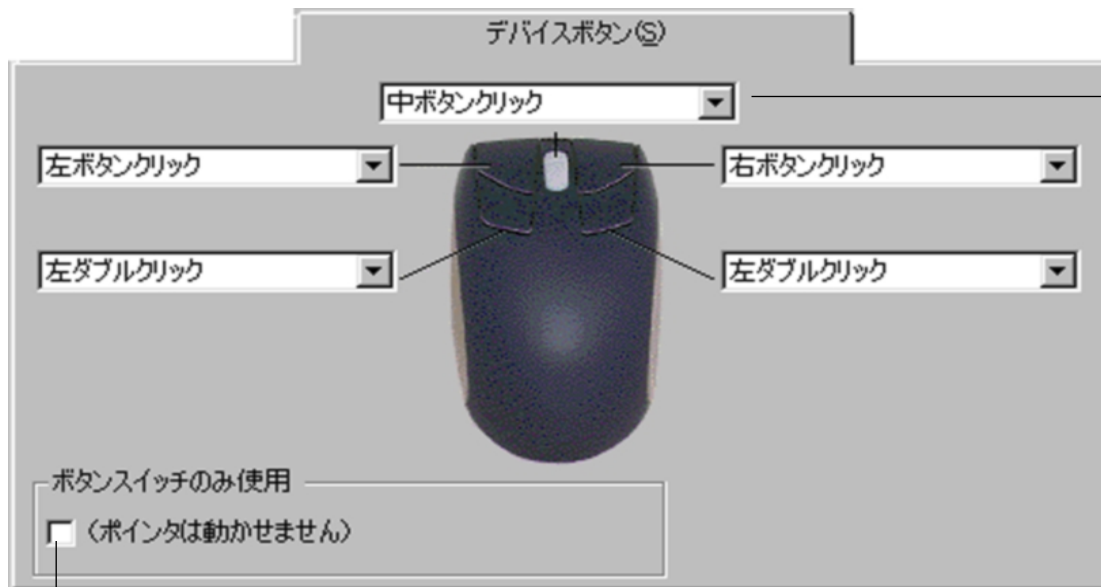 デバイスボタン(S)
中ボタンクリック
左ボタンクリック
右ボタンクリック
左ダブルクリック
左ダブルクリック
ボタンスイッチのみ使用
(ポインタは動かせません)